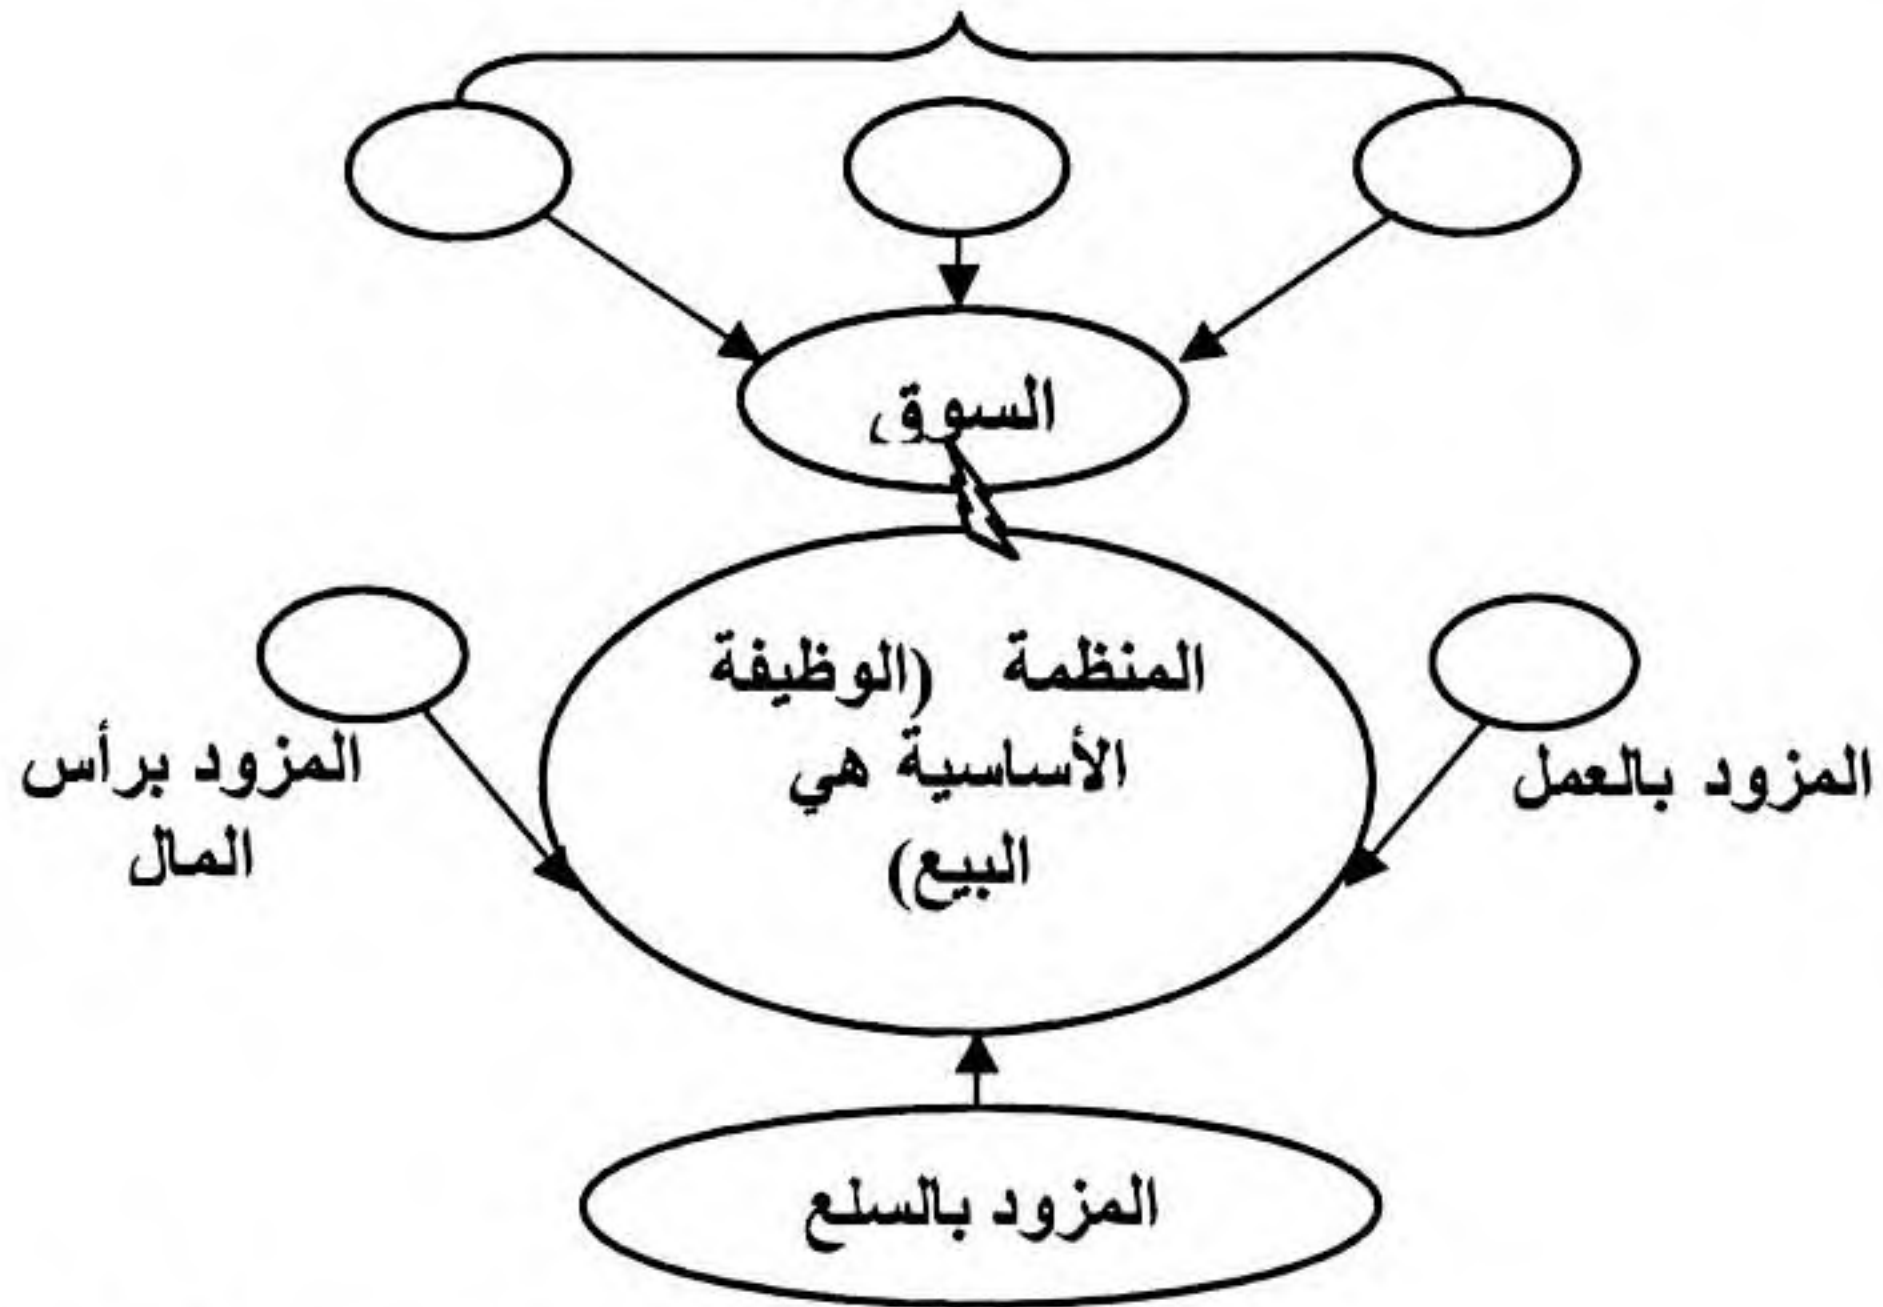 السوق
المنظمة (الوظيفة
الأساسية هي
البيع)
المزود بالعمل
المزود برأس
المال
المزود بالسلع